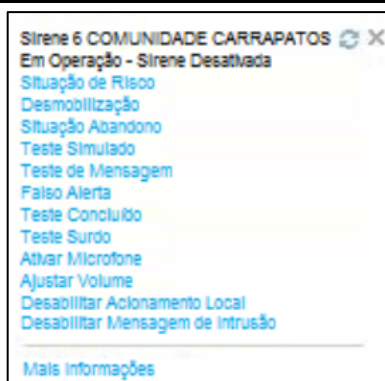 Sirene 6 COMUNIDADE CARRAPATOS
Em Operação - Sirene Desativada
Situação de Risco
Desmobilização
Situação Abandono
Teste Simulado
Teste de Mensagem
Falso Alerta
Teste Concluído
Teste Surdo
Ativar Microfone
Ajustar Volume
Desabilitar Acionamento Local
Desabilitar Mensagem de Intrusão
Mais Informações